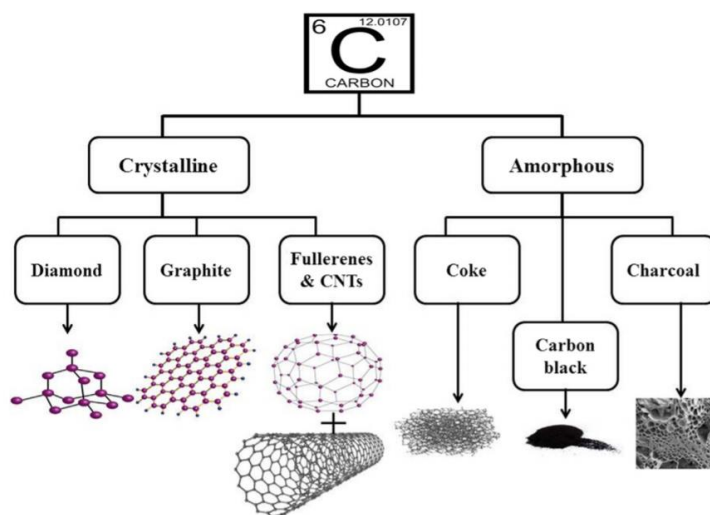 6 12.0107
C
CARBON
Crystalline
Amorphous
Diamond
Graphite
Fullerenes
& CNTs
Coke
Charcoal
Carbon
black
+